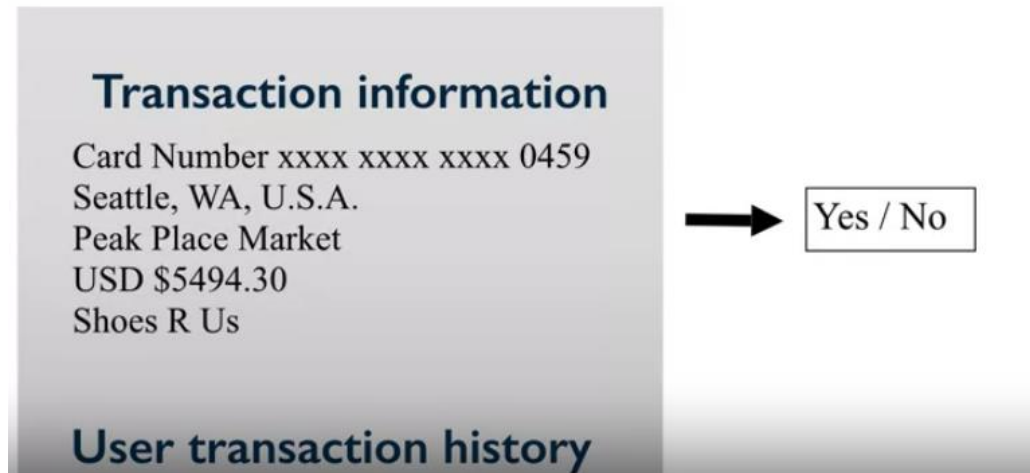 Transaction information
Card Number xxxx xxxx xxxx 0459
Seattle, WA, U.S.A.
Peak Place Market
USD $5494.30
Shoes R Us
Yes / No
User transaction history